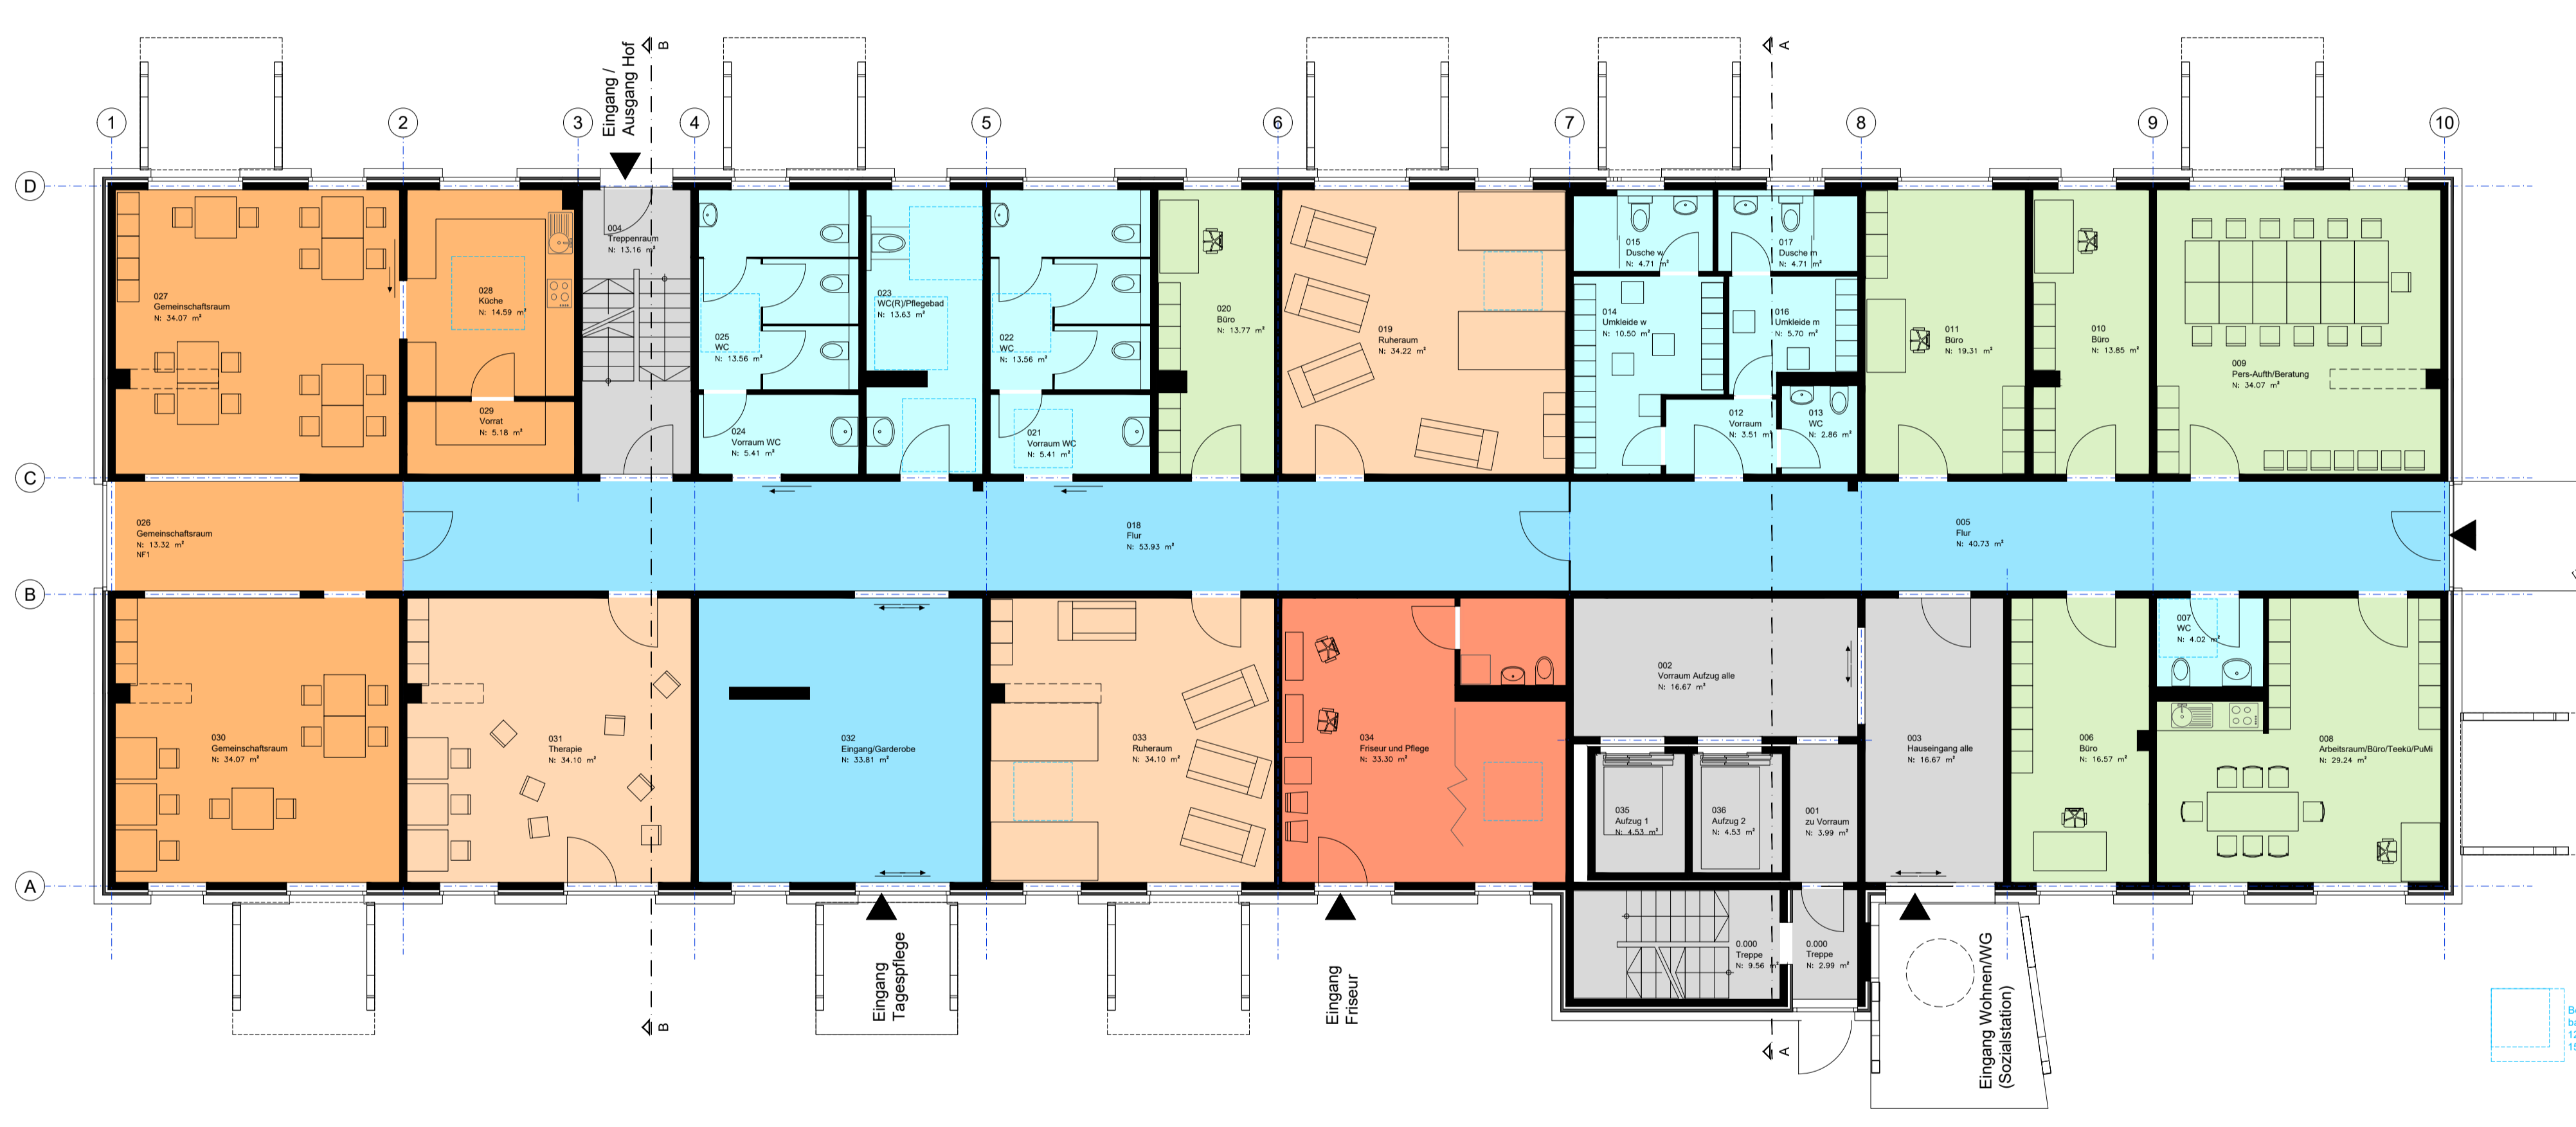 Eingang /
Ausgang Hof
B
A
1
2
3
4
5
6
7
8
9
10
D
C
B
A
027
Gemeinschaftsraum
N: 34.07 m²
028
Küche
N: 14.59 m²
029
Vorrat
N: 5.18 m²
004
Treppenraum
N: 13.16 m²
025
WC
N: 13.56 m²
024
Vorraum WC
N: 5.41 m²
023
WC(R)/Pflegebad
N: 13.63 m²
022
WC
N: 13.56 m²
021
Vorraum WC
N: 5.41 m²
020
Büro
N: 13.77 m²
019
Ruheraum
N: 34.22 m²
015
Dusche w
N: 4.71 m²
017
Dusche m
N: 4.71 m²
014
Umkleide w
N: 10.50 m²
016
Umkleide m
N: 5.70 m²
012
Vorraum
N: 3.51 m²
013
WC
N: 2.86 m²
011
Büro
N: 19.31 m²
010
Büro
N: 13.85 m²
009
Pers-Aufth/Beratung
N: 34.07 m²
026
Gemeinschaftsraum
N: 13.32 m²
NF1
018
Flur
N: 53.93 m²
005
Flur
N: 40.73 m²
030
Gemeinschaftsraum
N: 34.07 m²
031
Therapie
N: 34.10 m²
032
Eingang/Garderobe
N: 33.81 m²
033
Ruheraum
N: 34.10 m²
034
Friseur und Pflege
N: 33.30 m²
002
Vorraum Aufzug alle
N: 16.67 m²
035
Aufzug 1
N: 4.53 m²
036
Aufzug 2
N: 4.53 m²
001
zu Vorraum
N: 3.99 m²
003
Hauseingang alle
N: 16.67 m²
006
Büro
N: 16.57 m²
007
WC
N: 4.02 m²
008
Arbeitsraum/Büro/Teekü/PuMi
N: 29.24 m²
0.000
Treppe
N: 9.56 m²
0.000
Treppe
N: 2.99 m²
Eingang
Tagespflege
Eingang
Friseur
Eingang Wohnen/WG
(Sozialstation)
B
A